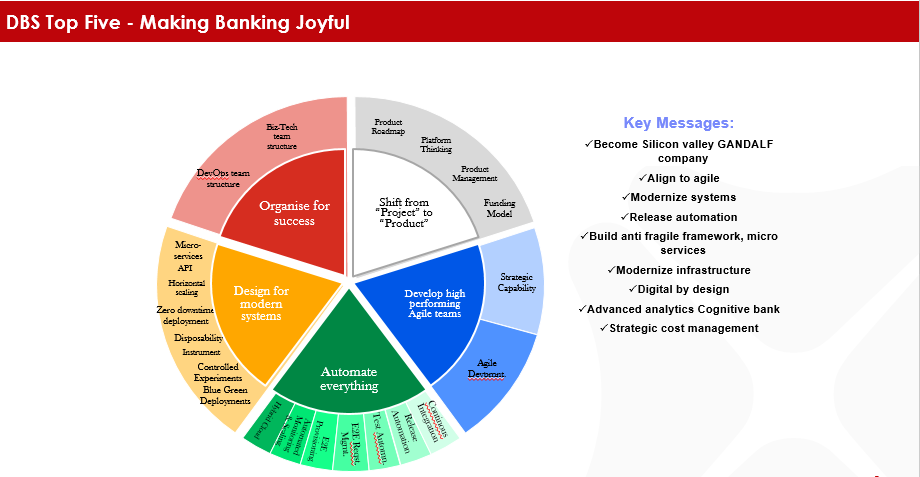 DBS Top Five - Making Banking Joyful
Biz-Tech
team
structure
DevOps team
structure
Organise for
success
Product
Roadmap
Platform
Thinking
Product
Management
Funding
Model
Shift from
“Project” to
“Product”
Strategic
Capability
Agile
Devtpmnt.
Develop high
performing
Agile teams
Automate
everything
Continous
Integration
Release
Automation
Test Automn.
E2E Reqst.
Mgmt.
E2E
Provisioning
Automated
Monitoring
& Scaling
Hybrid Cloud
Design for
modern
systems
Micro-
services
API
Horizontal
scaling
Zero downtime
deployment
Disposability
Instrument
Controlled
Experiments
Blue Green
Deployments
Key Messages:
✓Become Silicon valley GANDALF
company
✓Align to agile
✓Modernize systems
✓Release automation
✓Build anti fragile framework, micro
services
✓Modernize infrastructure
✓Digital by design
✓Advanced analytics Cognitive bank
✓Strategic cost management